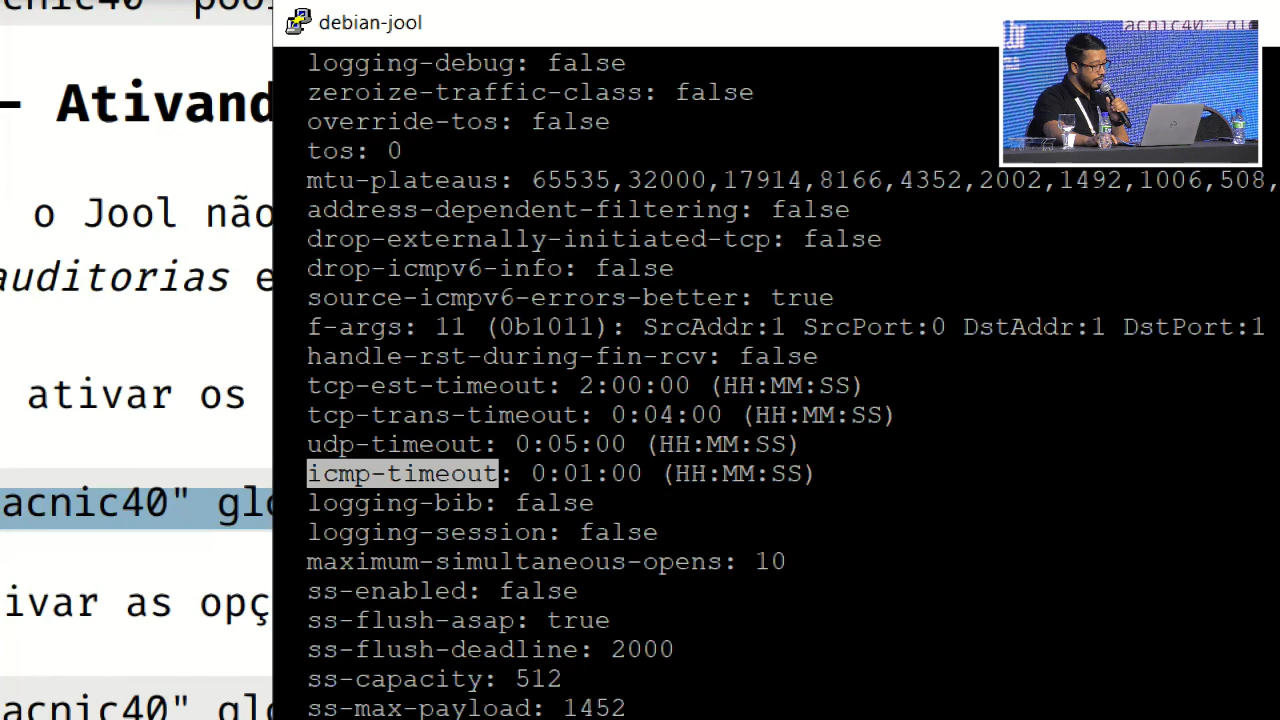 acnic40" pool
- Ativand
o Jool não
auditorias e
ativar os
acnic40" glo
ivar as opç
acnic40" glo
debian-jool
logging-debug: false
zeroize-traffic-class: false
override-tos: false
tos: 0
mtu-plateaus: 65535,32000,17914,8166,4352,2002,1492,1006,508,
address-dependent-filtering: false
drop-externally-initiated-tcp: false
drop-icmpv6-info: false
source-icmpv6-errors-better: true
f-args: 11 (0b1011): SrcAddr:1 SrcPort:0 DstAddr:1 DstPort:1
handle-rst-during-fin-rcv: false
tcp-est-timeout: 2:00:00 (HH:MM:SS)
tcp-trans-timeout: 0:04:00 (HH:MM:SS)
udp-timeout: 0:05:00 (HH:MM:SS)
icmp-timeout: 0:01:00 (HH:MM:SS)
logging-bib: false
logging-session: false
maximum-simultaneous-opens: 10
ss-enabled: false
ss-flush-asap: true
ss-flush-deadline: 2000
ss-capacity: 512
ss-max-payload: 1452